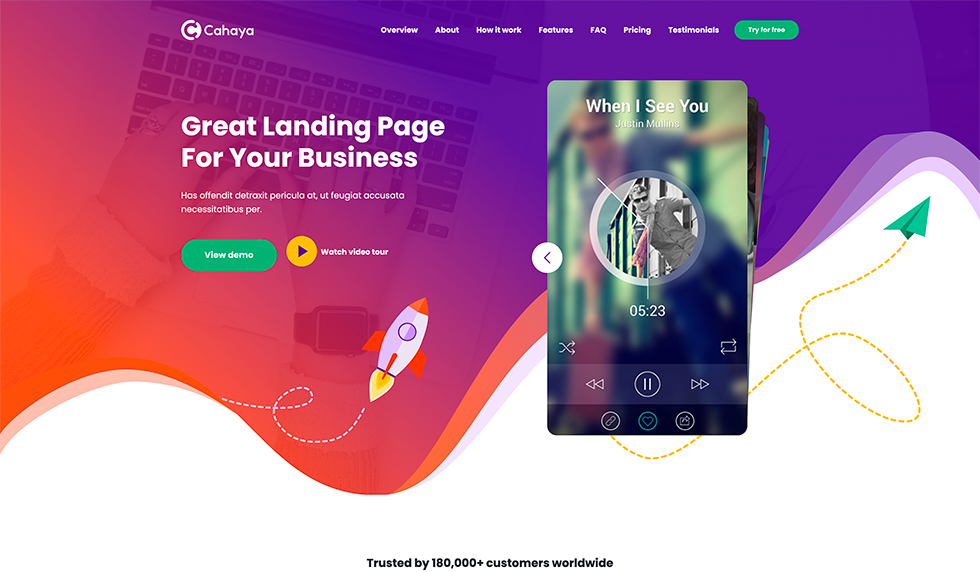 Cahaya
Overview About How it work Features FAQ Pricing Testimonials Try for free
Great Landing Page
For Your Business
Has offendit detraxit pericula at, ut feugiat accusata
necessitatibus per.
View demo
Watch video tour
When I See You
Justin Mullins
05:23
Trusted by 180,000+ customers worldwide